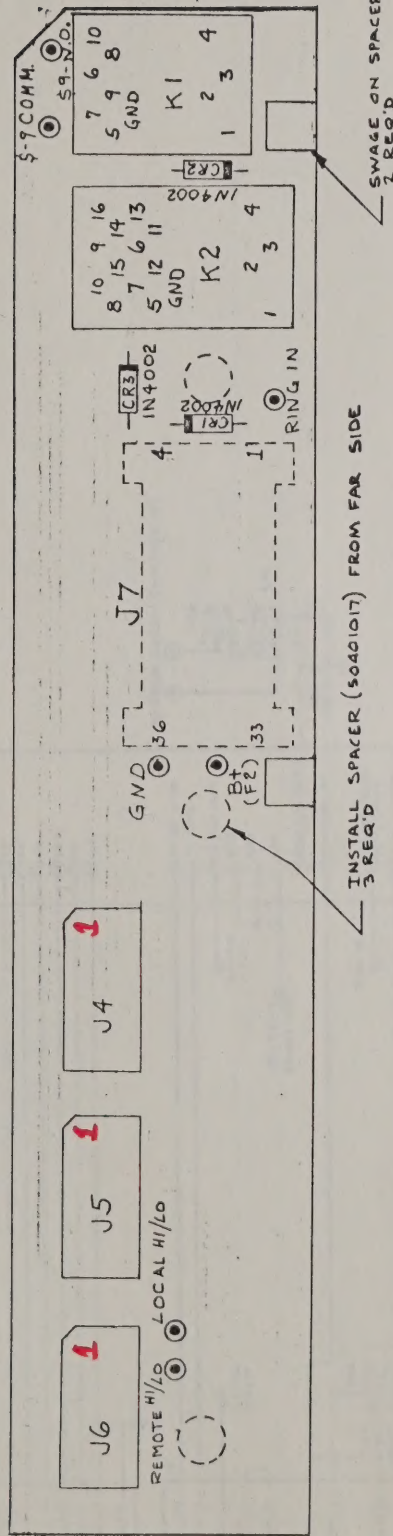 S-9 COMM.
S9-N.O.
5 7 6 10
9 8
GND
K1
1 2 3 4
CR2
1N4002
10 9 16
8 15 14
7 6 13
5 12 11
GND
K2
1 2 3 4
CR3
1N4002
CR1
1N4002
RING IN
J7
4
1
36
33
GND
B+
(F2)
J4
1
J5
1
J6
1
LOCAL HI/LO
REMOTE HI/LO
INSTALL SPACER (50401017) FROM FAR SIDE
3 REQ'D
SWAGE ON SPACER
2 REQ'D